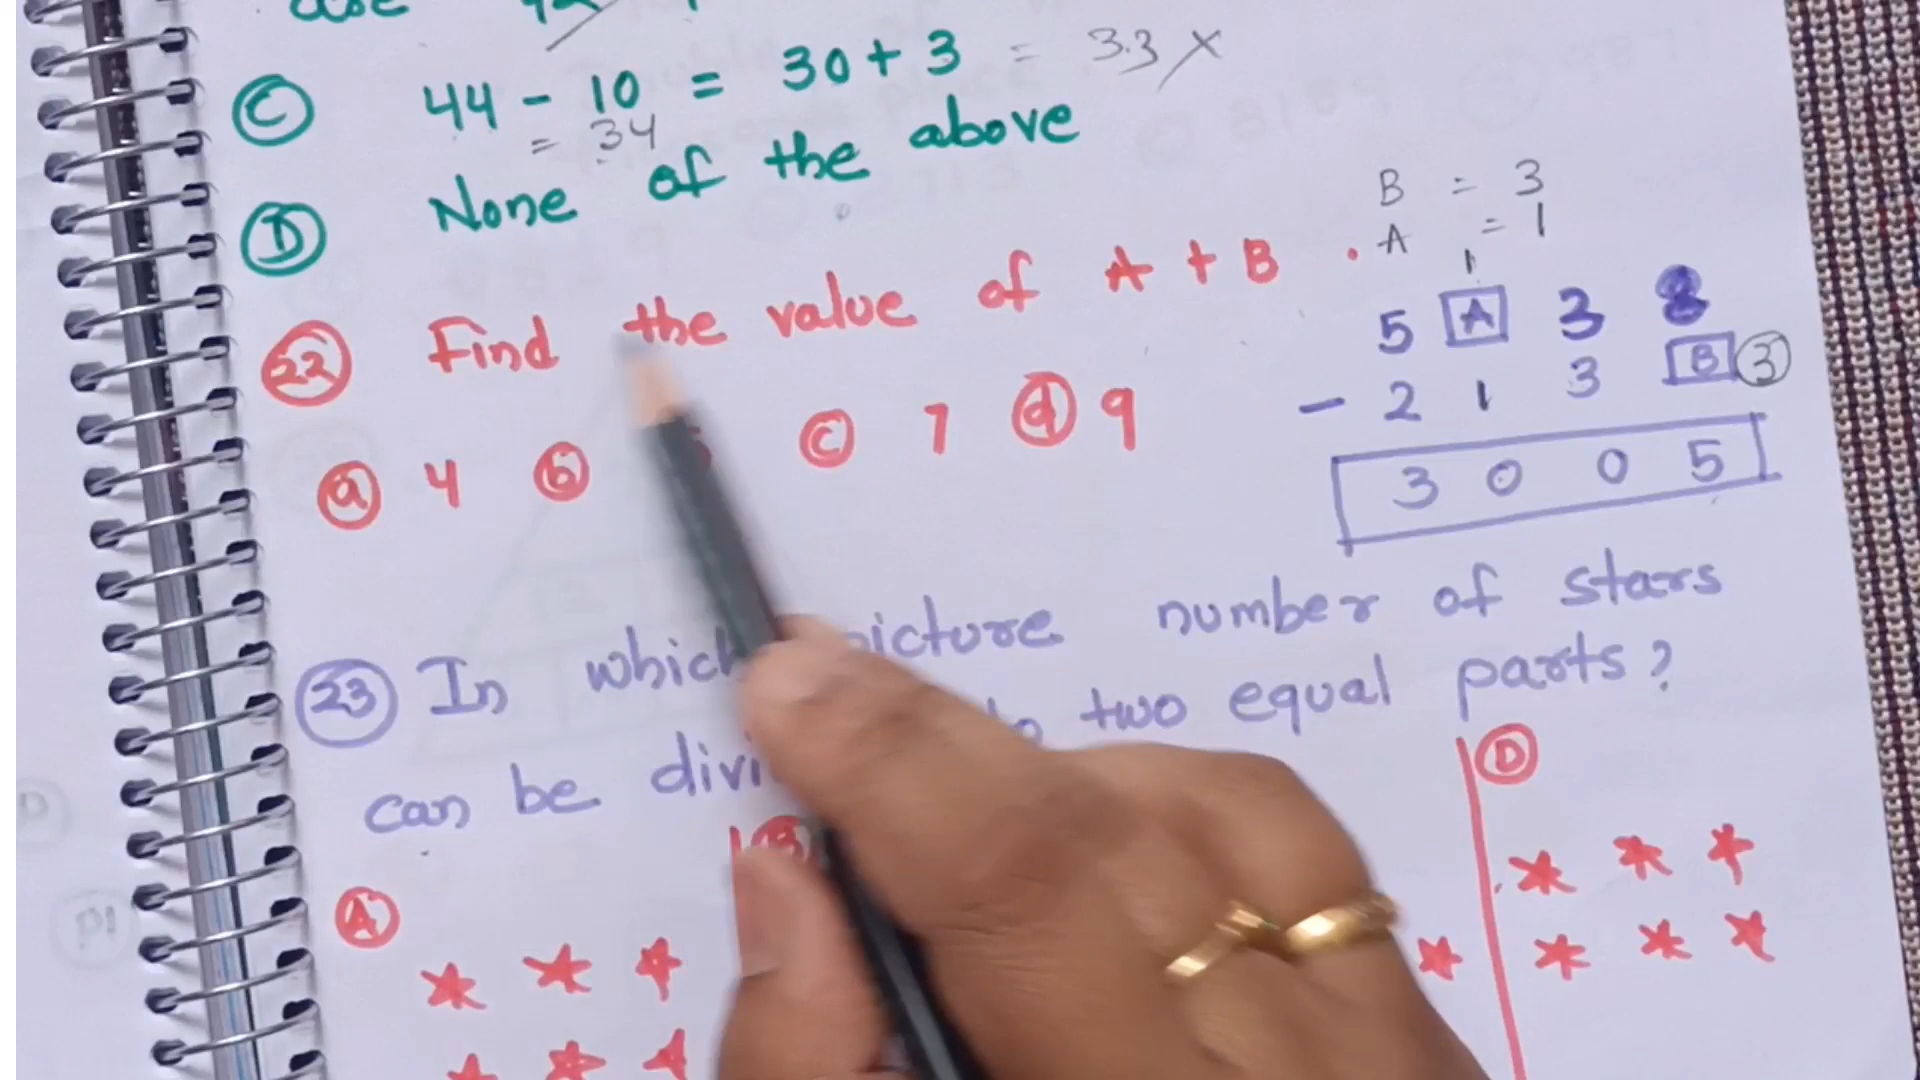 C 44 - 10 = 30 + 3 = 33 X
= 34
D None of the above
B = 3
A = 1
22 Find the value of A + B .
1
5 A 3 8
- 2 1 3 B 3
3 0 0 5
a 4 b c 7 d 9
23 In which picture number of stars
can be two equal parts?
A
D